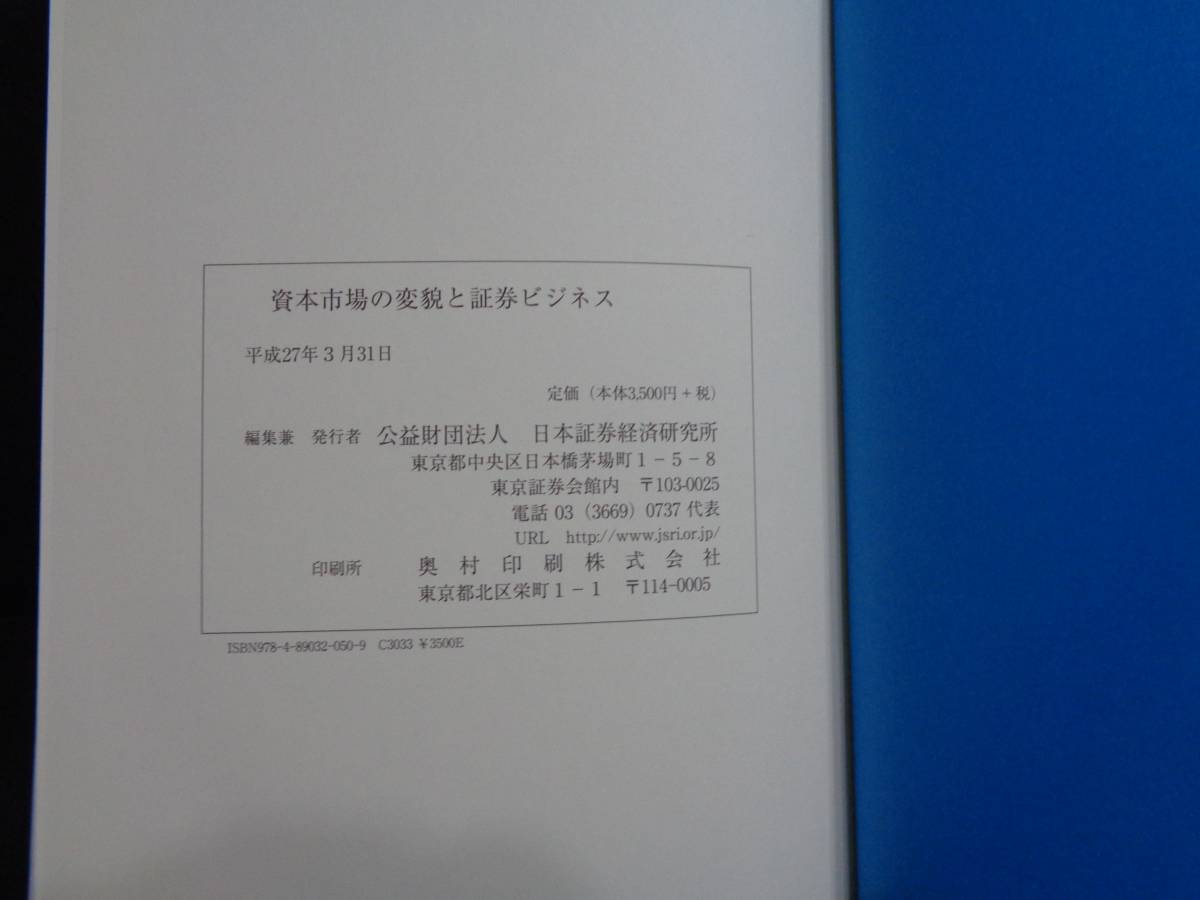 資本市場の変貌と証券ビジネス
平成27年3月31日
定価（本体3,500円+税）
編集兼 発行者 公益財団法人 日本証券経済研究所
東京都中央区日本橋茅場町1－5－8
東京証券会館内 〒103-0025
電話 03（3669）0737 代表
URL http://www.jsri.or.jp/
印刷所 奥村印刷株式会社
東京都北区栄町1－1 〒114-0005
ISBN978-4-89032-050-9 C3033 ￥3500E